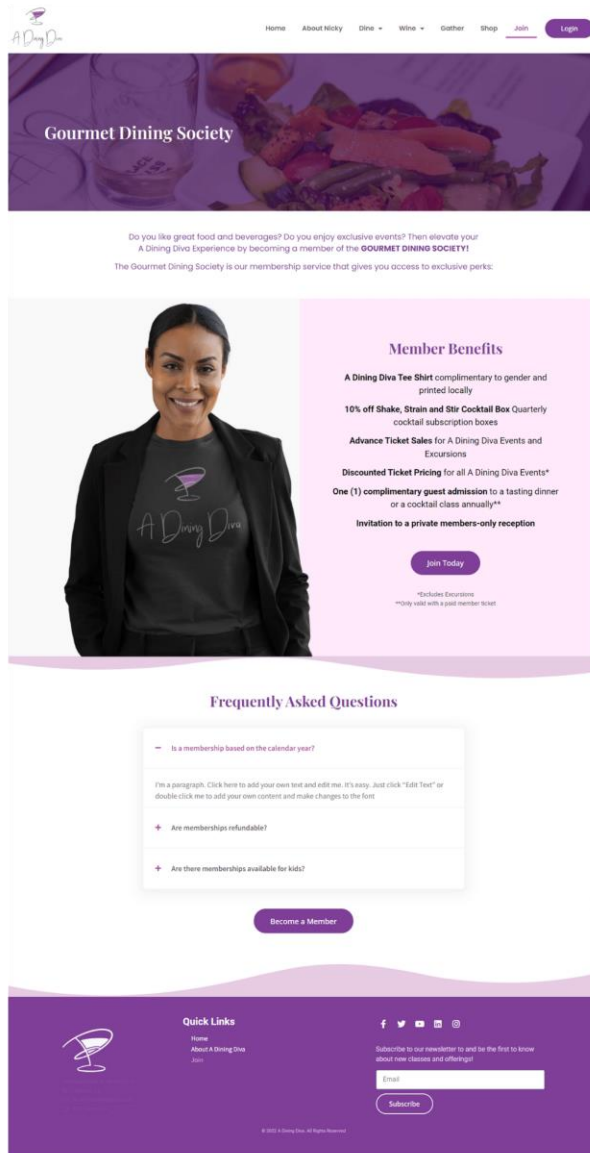 A Dining Diva
Home About Nicky Dine Wine Gather Shop Join Login
Gourmet Dining Society
Do you like great food and beverages? Do you enjoy exclusive events? Then elevate your
A Dining Diva Experience by becoming a member of the GOURMET DINING SOCIETY!
The Gourmet Dining Society is our membership service that gives you access to exclusive perks:
Member Benefits
A Dining Diva Tee Shirt complimentary to gender and
printed locally
10% off Shake, Strain and Stir Cocktail Box Quarterly
cocktail subscription boxes
Advance Ticket Sales for A Dining Diva Events and
Excursions
Discounted Ticket Pricing for all A Dining Diva Events*
One (1) complimentary guest admission to a tasting dinner
or a cocktail class annually**
Invitation to a private members-only reception
Join Today
*Excludes Excursions
**Only valid with a paid member ticket
A Dining Diva
Frequently Asked Questions
Is a membership based on the calendar year?
I'm a paragraph. Click here to add your own text and edit me. It's easy. Just click "Edit Text" or
double click me to add your own content and make changes to the font
Are memberships refundable?
Are there memberships available for kids?
Become a Member
Quick Links
Home
About A Dining Diva
Join
Subscribe to our newsletter to and be the first to know
about new classes and offerings!
Email
Subscribe
© 2022 A Dining Diva. All Rights Reserved